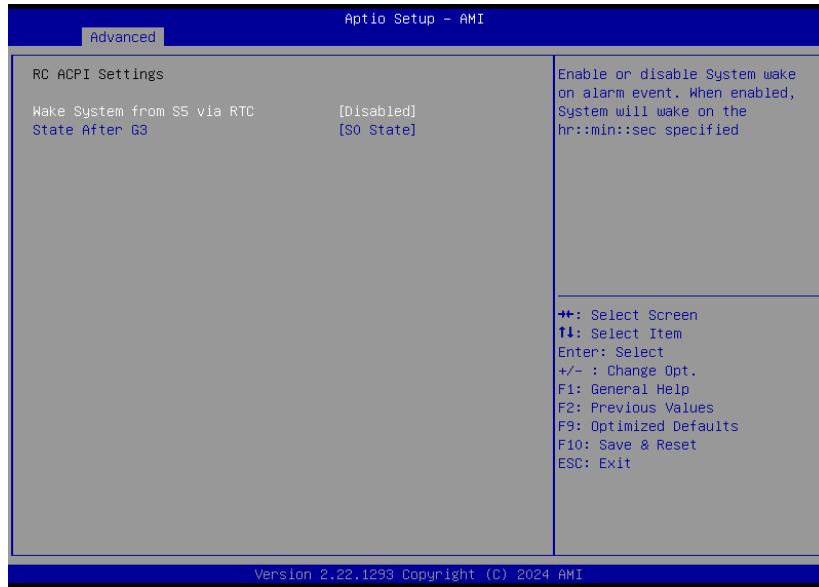 Aptio Setup – AMI
Advanced
RC ACPI Settings
Wake System from S5 via RTC [Disabled]
State After G3 [S0 State]
Enable or disable System wake
on alarm event. When enabled,
System will wake on the
hr::min::sec specified
→←: Select Screen
↑↓: Select Item
Enter: Select
+/- : Change Opt.
F1: General Help
F2: Previous Values
F9: Optimized Defaults
F10: Save & Reset
ESC: Exit
Version 2.22.1293 Copyright (C) 2024 AMI